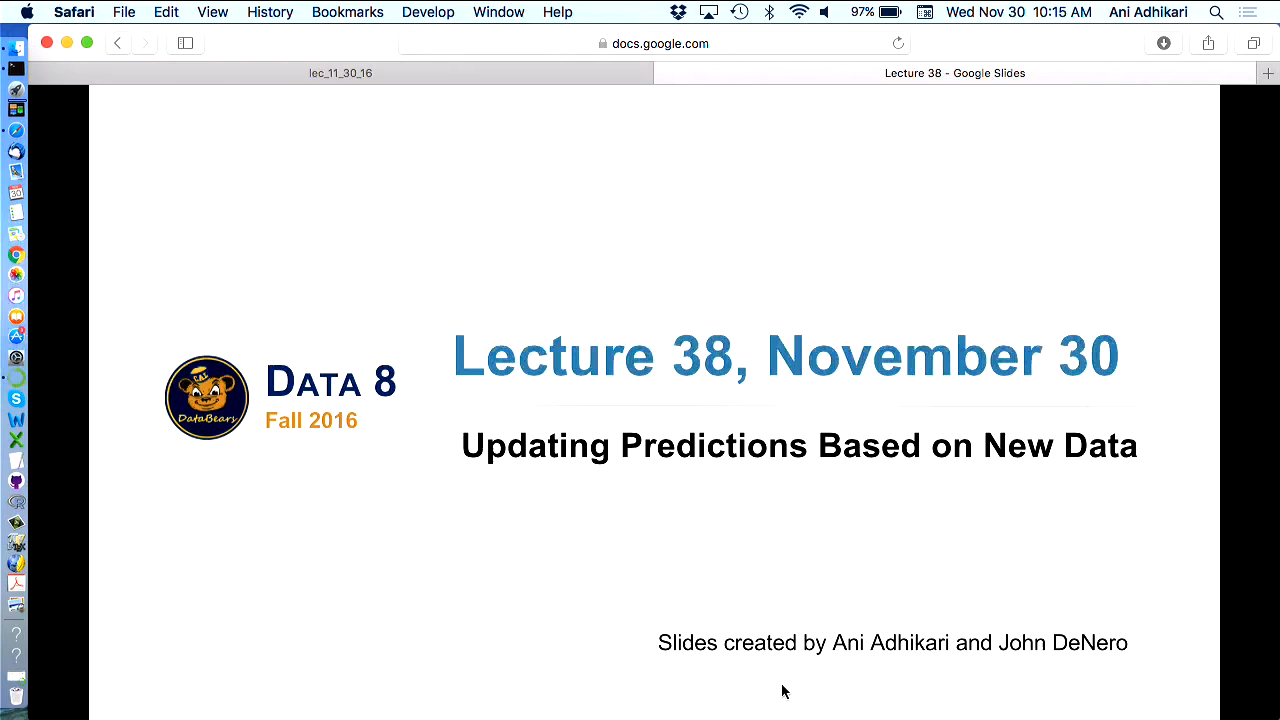 Safari File Edit View History Bookmarks Develop Window Help 97% Wed Nov 30 10:15 AM Ani Adhikari
docs.google.com
lec_11_30_16
Lecture 38 - Google Slides
CAL
DataBears
DATA 8
Fall 2016
Lecture 38, November 30
Updating Predictions Based on New Data
Slides created by Ani Adhikari and John DeNero